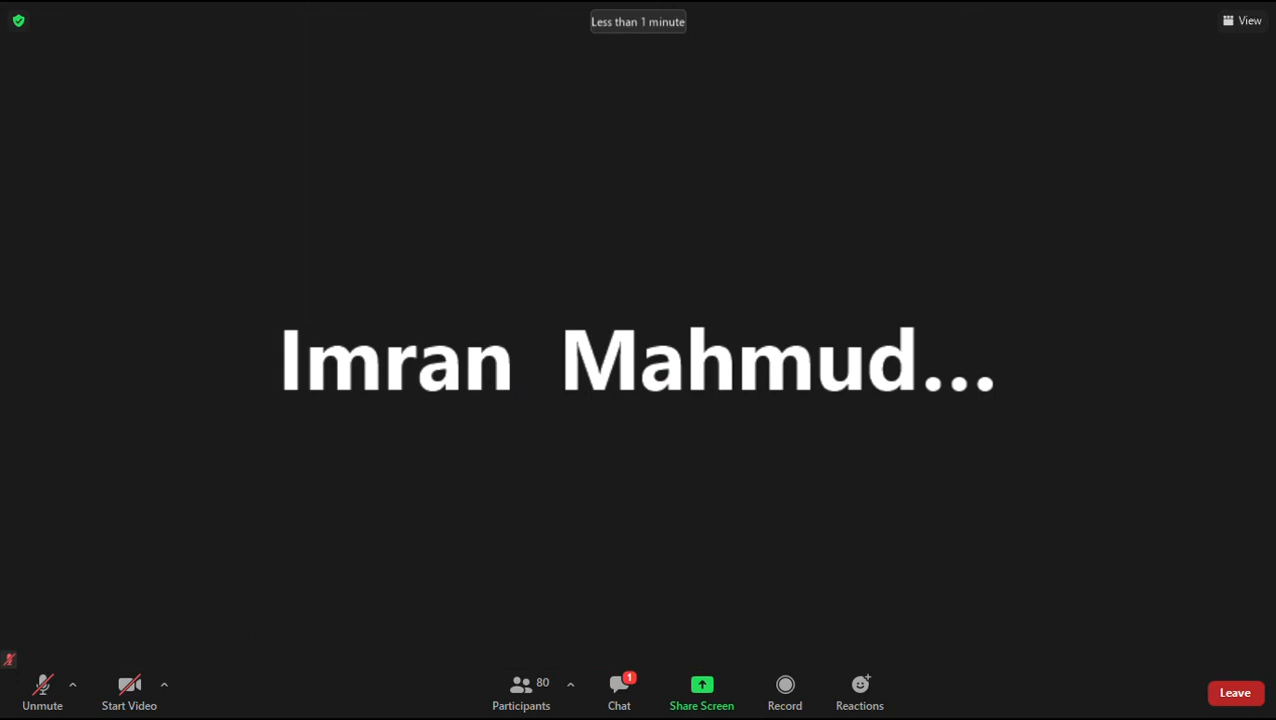 Less than 1 minute
View
Imran Mahmud...
Unmute
Start Video
80
Participants
1
Chat
Share Screen
Record
Reactions
Leave